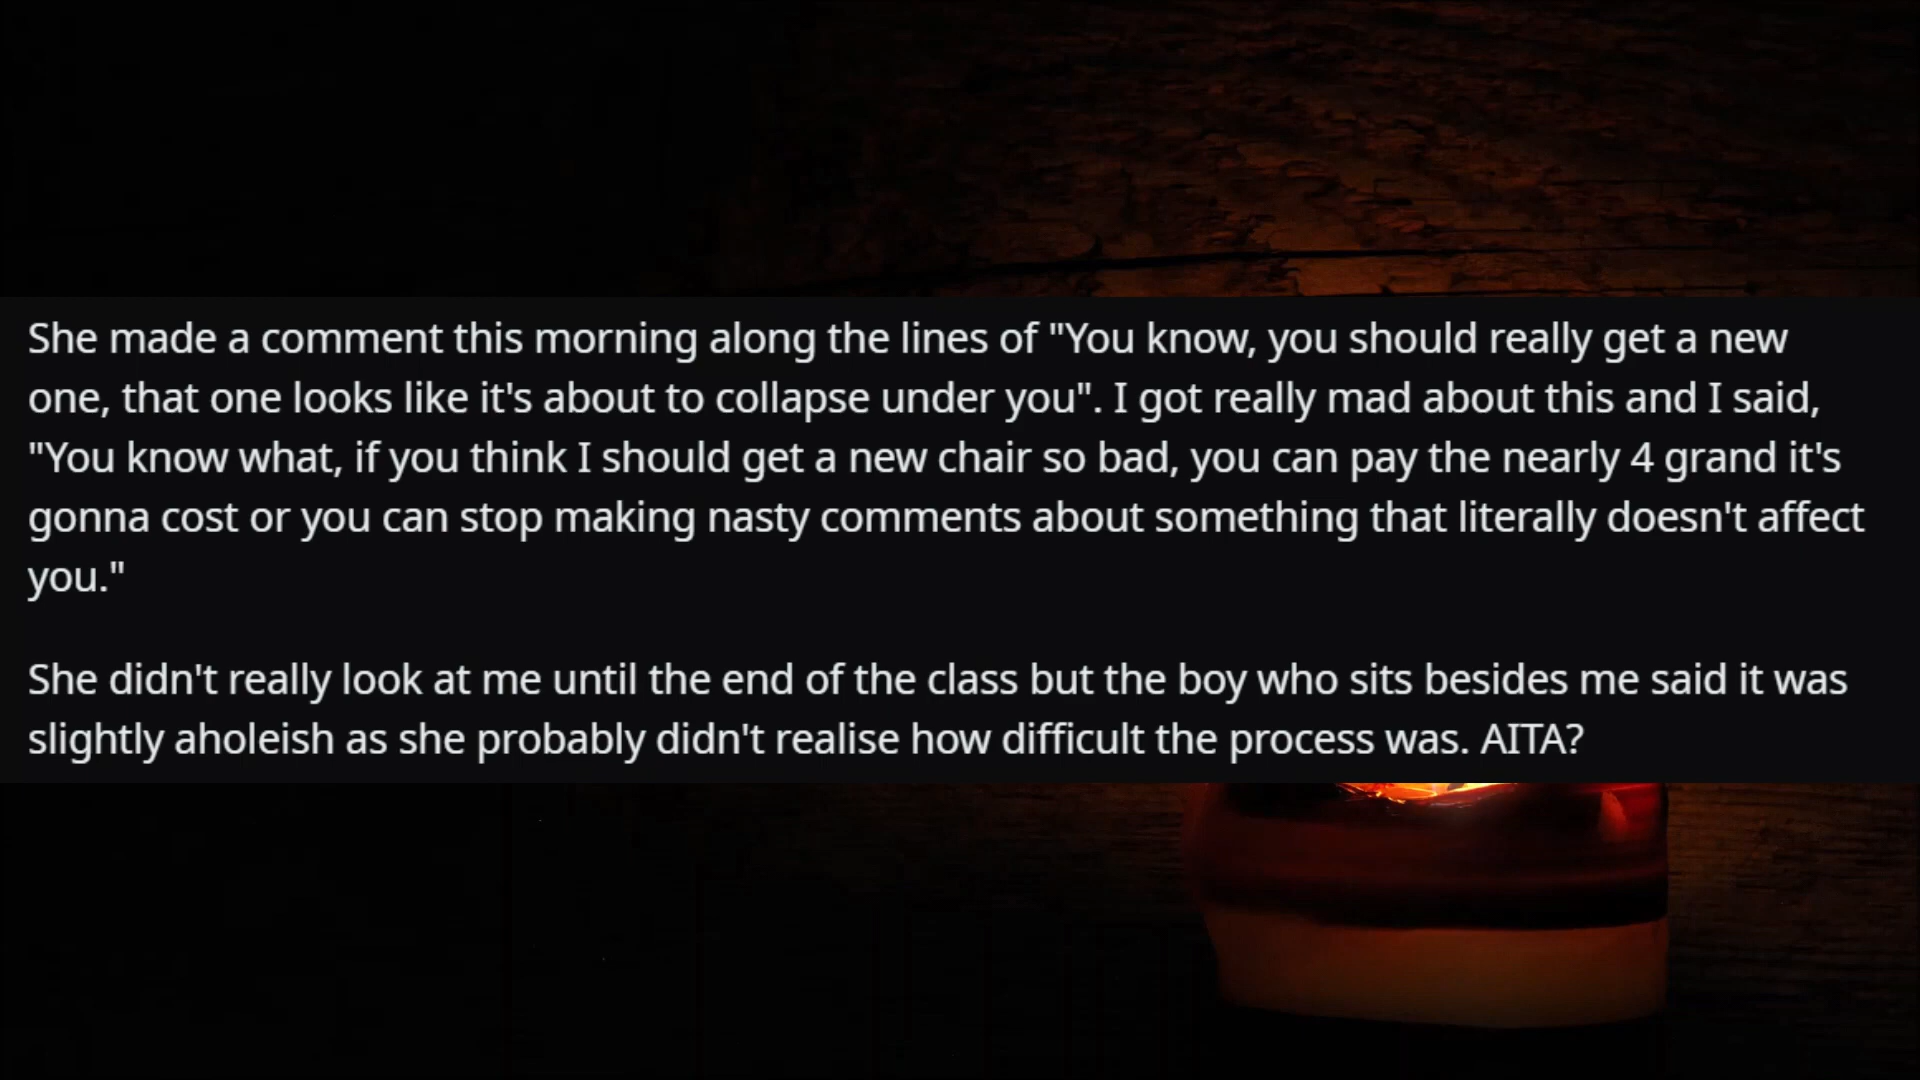 She made a comment this morning along the lines of "You know, you should really get a new
one, that one looks like it's about to collapse under you". I got really mad about this and I said,
"You know what, if you think I should get a new chair so bad, you can pay the nearly 4 grand it's
gonna cost or you can stop making nasty comments about something that literally doesn't affect
you."
She didn't really look at me until the end of the class but the boy who sits besides me said it was
slightly aholeish as she probably didn't realise how difficult the process was. AITA?